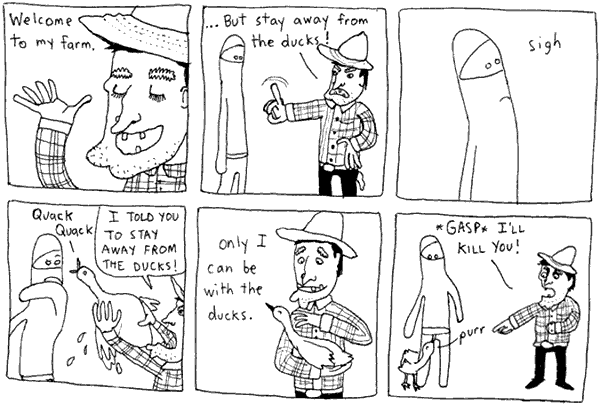 Welcome
to my farm.
... But stay away from
the ducks!
sigh
Quack
Quack
I TOLD YOU
TO STAY
AWAY FROM
THE DUCKS!
only I
can be
with the
ducks.
*GASP* I'LL
KILL YOU!
purr